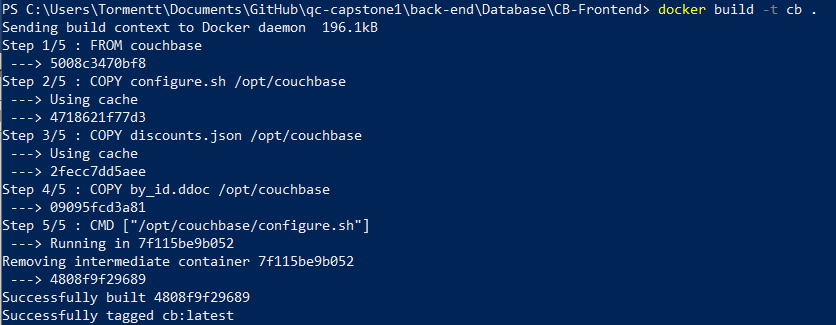 PS C:\Users\Tormentt\Documents\GitHub\qc-capstone1\back-end\Database\CB-Frontend> docker build -t cb .
Sending build context to Docker daemon  196.1kB
Step 1/5 : FROM couchbase
 ---> 5008c3470bf8
Step 2/5 : COPY configure.sh /opt/couchbase
 ---> Using cache
 ---> 4718621f77d3
Step 3/5 : COPY discounts.json /opt/couchbase
 ---> Using cache
 ---> 2fecc7dd5aee
Step 4/5 : COPY by_id.ddoc /opt/couchbase
 ---> 09095fcd3a81
Step 5/5 : CMD ["/opt/couchbase/configure.sh"]
 ---> Running in 7f115be9b052
Removing intermediate container 7f115be9b052
 ---> 4808f9f29689
Successfully built 4808f9f29689
Successfully tagged cb:latest